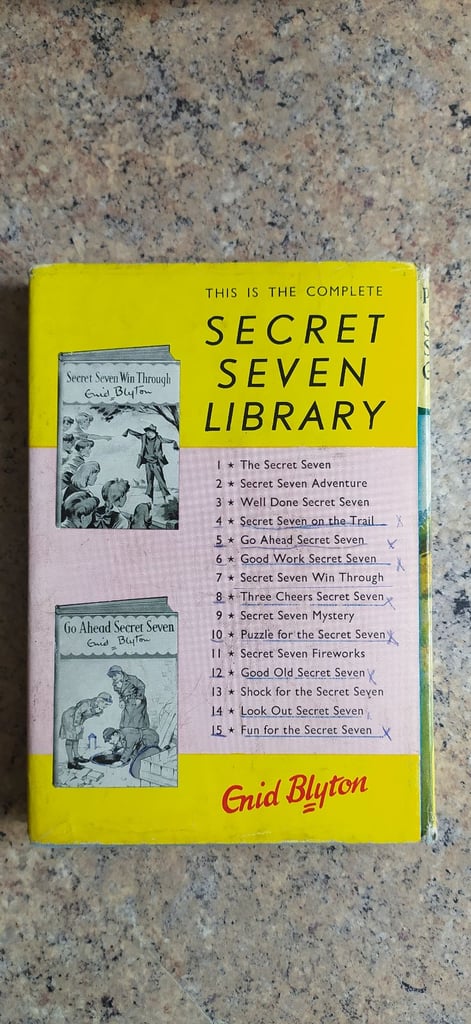 THIS IS THE COMPLETE
SECRET
SEVEN
LIBRARY
Secret Seven Win Through
Enid Blyton
1 ★ The Secret Seven
2 ★ Secret Seven Adventure
3 ★ Well Done Secret Seven
4 ★ Secret Seven on the Trail X
5 ★ Go Ahead Secret Seven X
6 ★ Good Work Secret Seven X
7 ★ Secret Seven Win Through
8 ★ Three Cheers Secret Seven X
9 ★ Secret Seven Mystery
10 ★ Puzzle for the Secret Seven X
11 ★ Secret Seven Fireworks
12 ★ Good Old Secret Seven X
13 ★ Shock for the Secret Seven
14 ★ Look Out Secret Seven X
15 ★ Fun for the Secret Seven X
Go Ahead Secret Seven
Enid Blyton
Enid Blyton